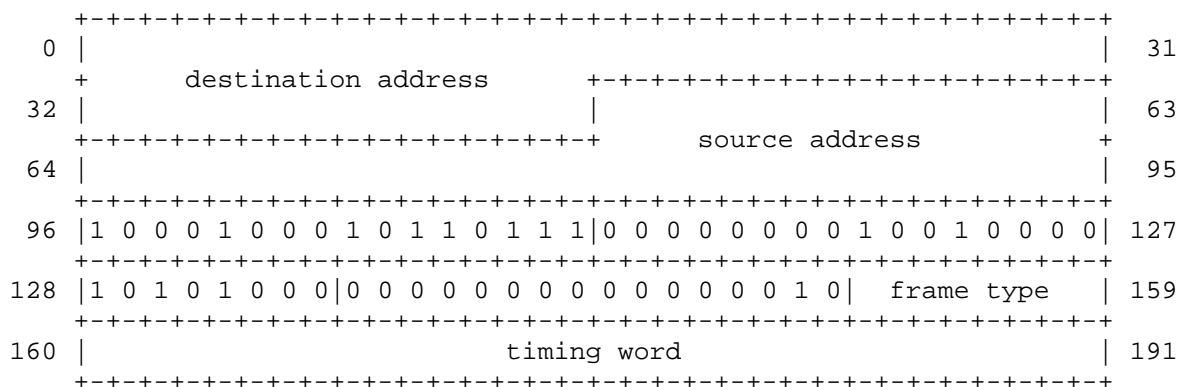 +-+-+-+-+-+-+-+-+-+-+-+-+-+-+-+-+-+-+-+-+-+-+-+-+-+-+-+-+-+-+-+-+
0 |                                                               | 31
+      destination address      +-+-+-+-+-+-+-+-+-+-+-+-+-+-+-+-+
32 |                               |                               | 63
+-+-+-+-+-+-+-+-+-+-+-+-+-+-+-+-+      source address           +
64 |                                                               | 95
+-+-+-+-+-+-+-+-+-+-+-+-+-+-+-+-+-+-+-+-+-+-+-+-+-+-+-+-+-+-+-+-+
96 |1 0 0 0 1 0 0 0 1 0 1 1 0 1 1 1|0 0 0 0 0 0 0 0 1 0 0 1 0 0 0 0| 127
+-+-+-+-+-+-+-+-+-+-+-+-+-+-+-+-+-+-+-+-+-+-+-+-+-+-+-+-+-+-+-+-+
128 |1 0 1 0 1 0 0 0|0 0 0 0 0 0 0 0 0 0 0 0 0 0 1 0|  frame type   | 159
+-+-+-+-+-+-+-+-+-+-+-+-+-+-+-+-+-+-+-+-+-+-+-+-+-+-+-+-+-+-+-+-+
160 |                          timing word                          | 191
+-+-+-+-+-+-+-+-+-+-+-+-+-+-+-+-+-+-+-+-+-+-+-+-+-+-+-+-+-+-+-+-+